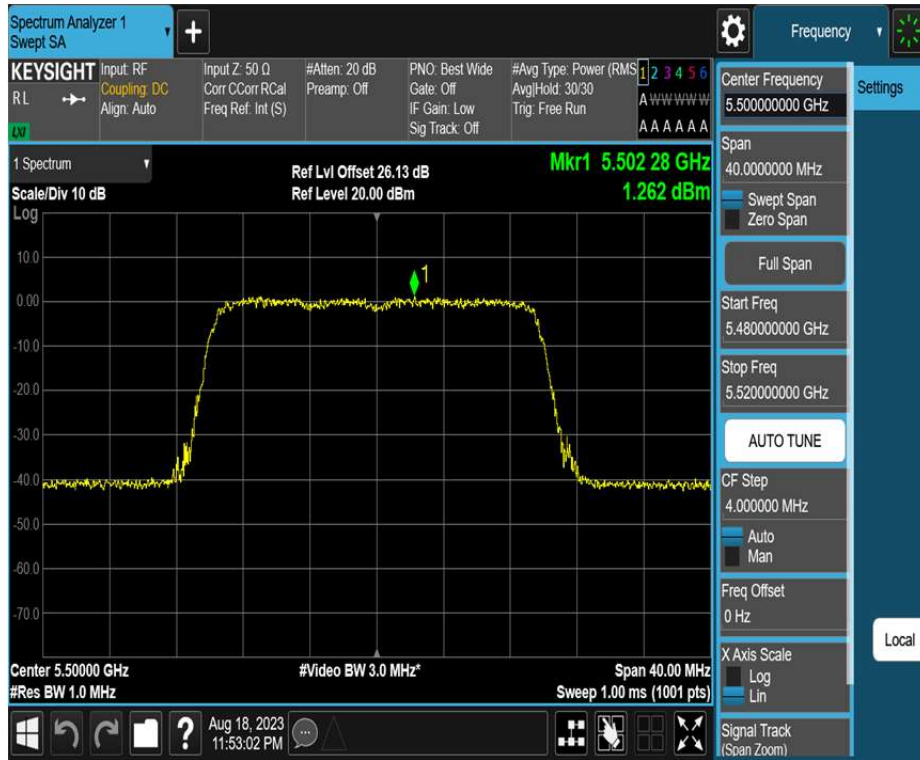 Spectrum Analyzer 1
Swept SA
+
Frequency
KEYSIGHT
R L
LXI
Input: RF
Coupling: DC
Align: Auto
Input Z: 50 Ω
Corr CCorr RCal
Freq Ref: Int (S)
#Atten: 20 dB
Preamp: Off
PNO: Best Wide
Gate: Off
IF Gain: Low
Sig Track: Off
#Avg Type: Power (RMS
Avg|Hold: 30/30
Trig: Free Run
1 2 3 4 5 6
A W W W W W
A A A A A A
1 Spectrum
Scale/Div 10 dB
Log
Ref Lvl Offset 26.13 dB
Ref Level 20.00 dBm
Mkr1 5.502 28 GHz
1.262 dBm
1
10.0
0.00
-10.0
-20.0
-30.0
-40.0
-50.0
-60.0
-70.0
Center 5.50000 GHz
#Res BW 1.0 MHz
#Video BW 3.0 MHz*
Span 40.00 MHz
Sweep 1.00 ms (1001 pts)
?
Aug 18, 2023
11:53:02 PM
Center Frequency
5.500000000 GHz
Span
40.0000000 MHz
Swept Span
Zero Span
Full Span
Start Freq
5.480000000 GHz
Stop Freq
5.520000000 GHz
AUTO TUNE
CF Step
4.000000 MHz
Auto
Man
Freq Offset
0 Hz
X Axis Scale
Log
Lin
Signal Track
(Span Zoom)
Settings
Local